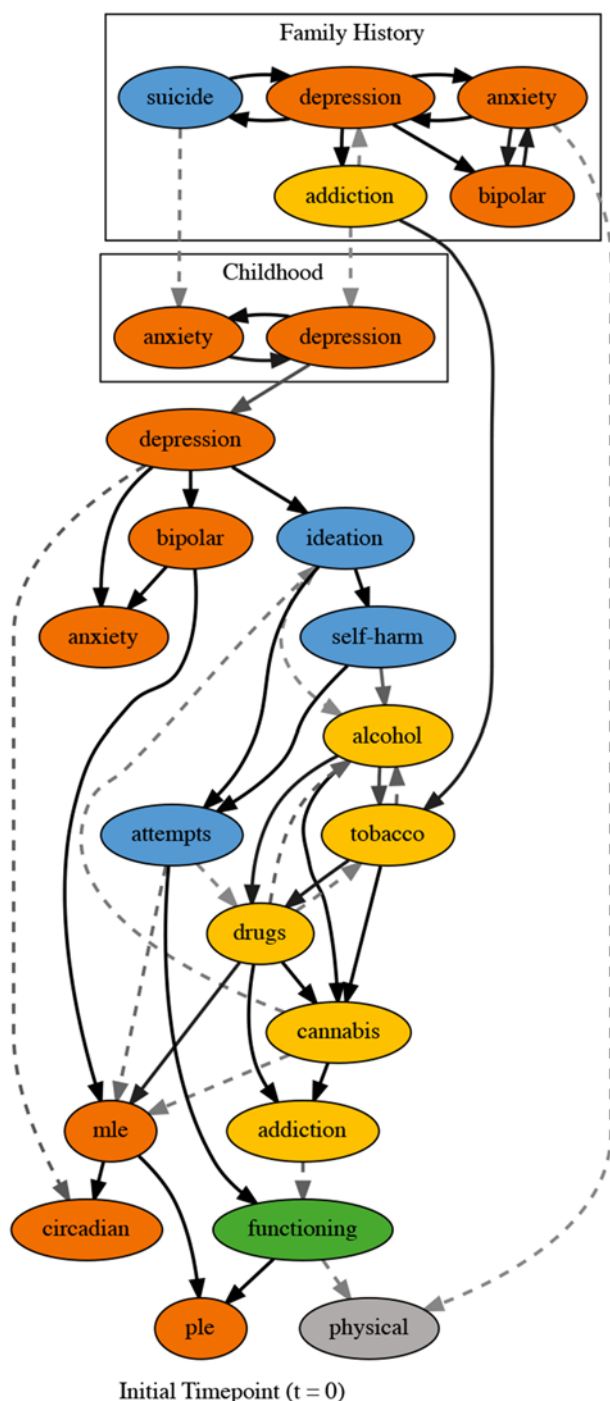 Family History
suicide
depression
anxiety
addiction
bipolar
Childhood
anxiety
depression
depression
bipolar
ideation
anxiety
self-harm
alcohol
attempts
tobacco
drugs
cannabis
mle
addiction
circadian
functioning
ple
physical
Initial Timepoint (t = 0)